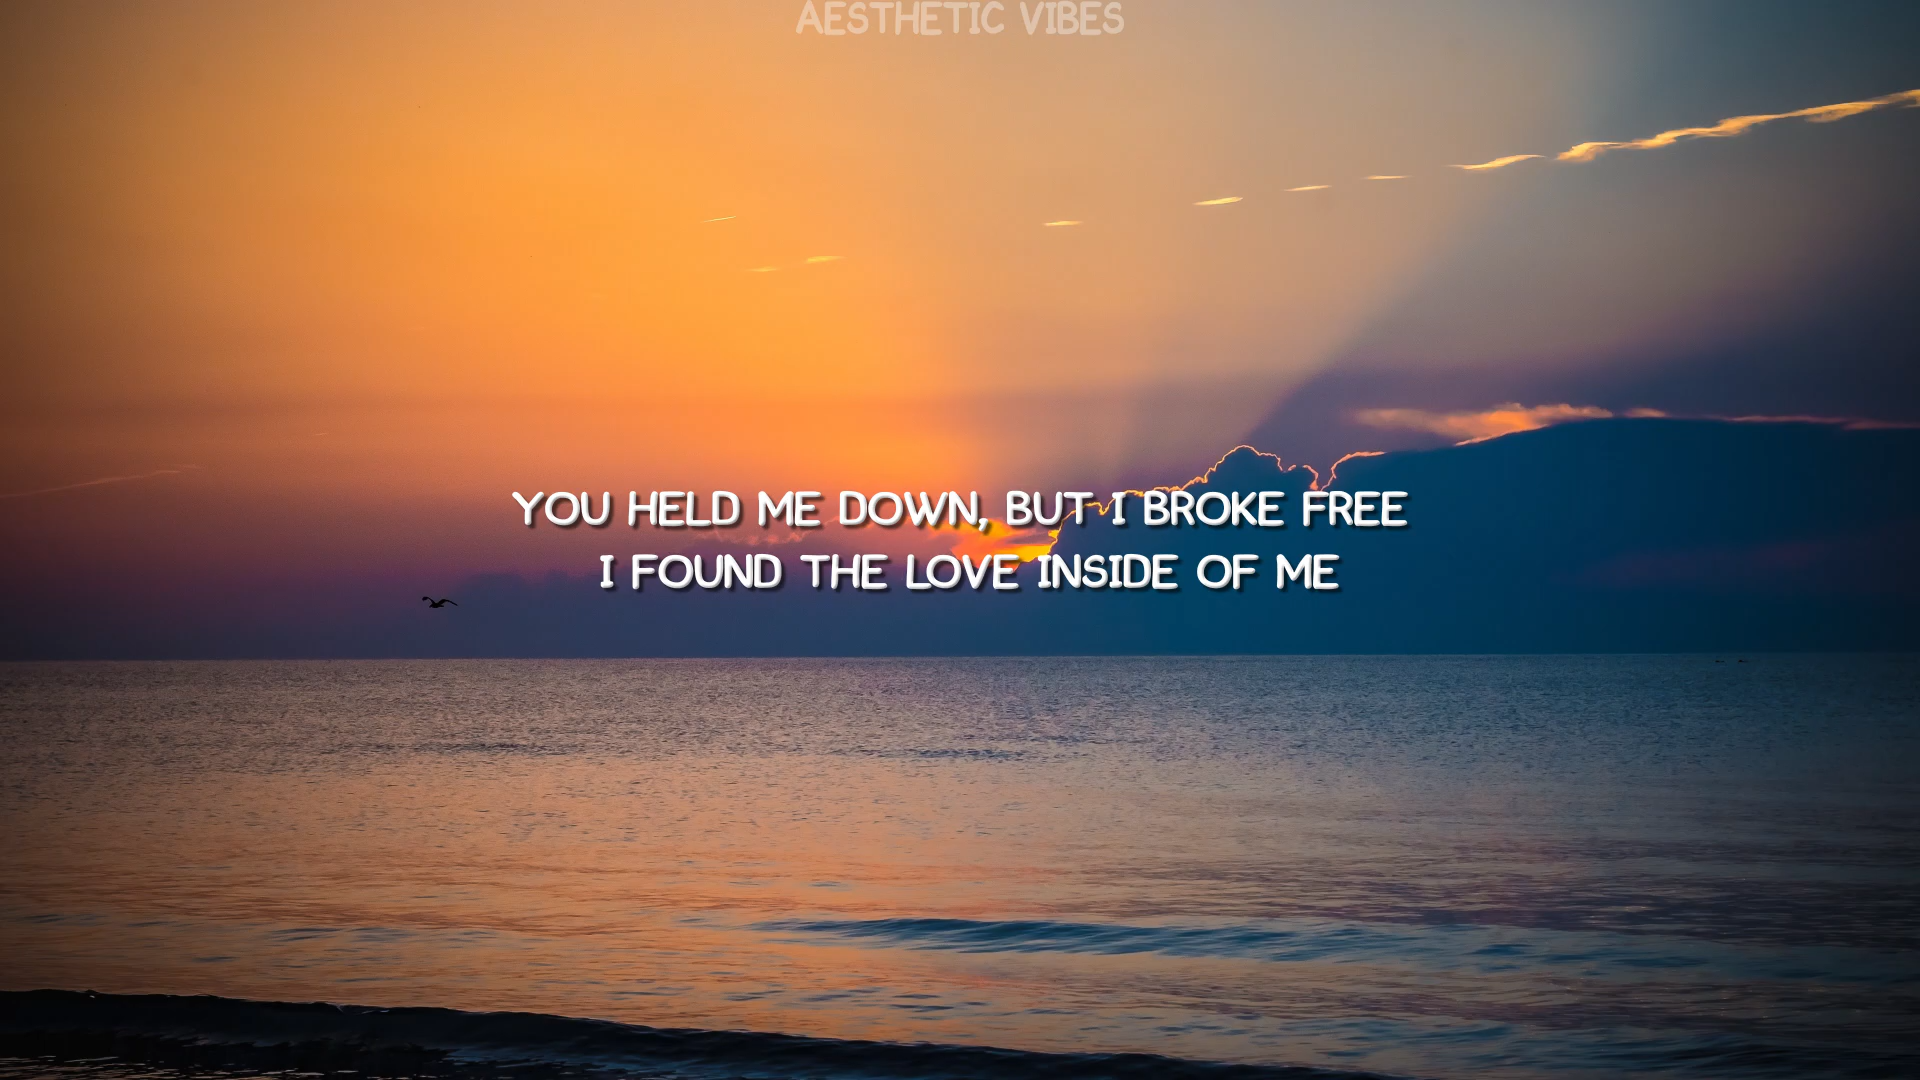 AESTHETIC VIBES
YOU HELD ME DOWN, BUT I BROKE FREE
I FOUND THE LOVE INSIDE OF ME